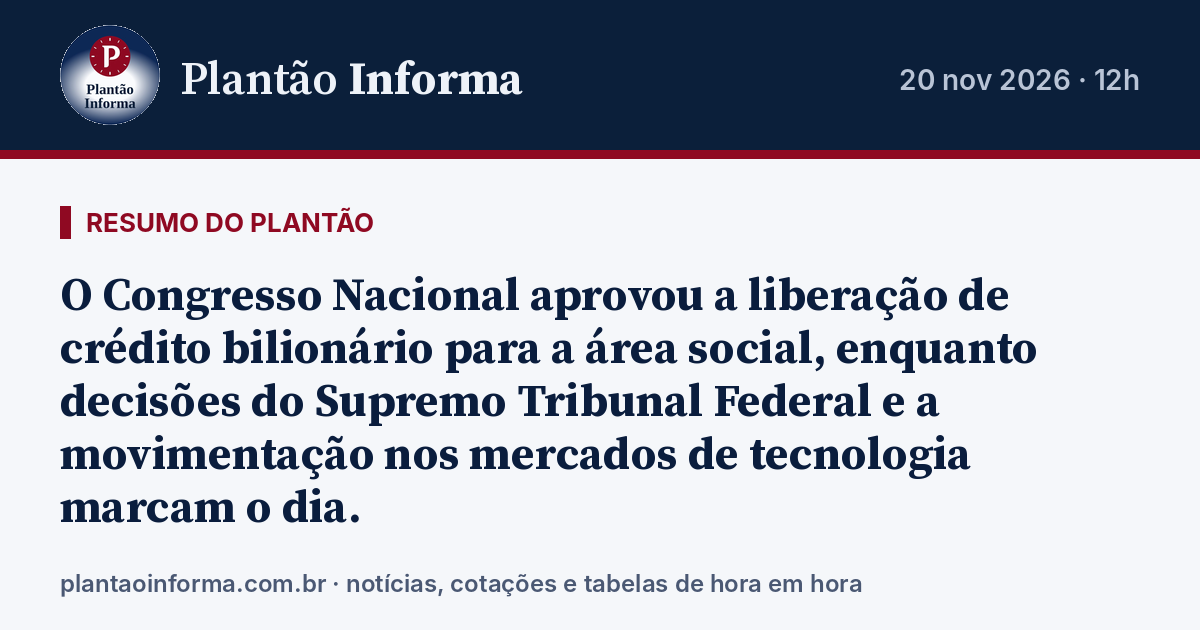 P
Plantão
Informa
Plantão Informa
20 nov 2026 · 12h
RESUMO DO PLANTÃO
O Congresso Nacional aprovou a liberação de
crédito bilionário para a área social, enquanto
decisões do Supremo Tribunal Federal e a
movimentação nos mercados de tecnologia
marcam o dia.
plantaoinforma.com.br · notícias, cotações e tabelas de hora em hora